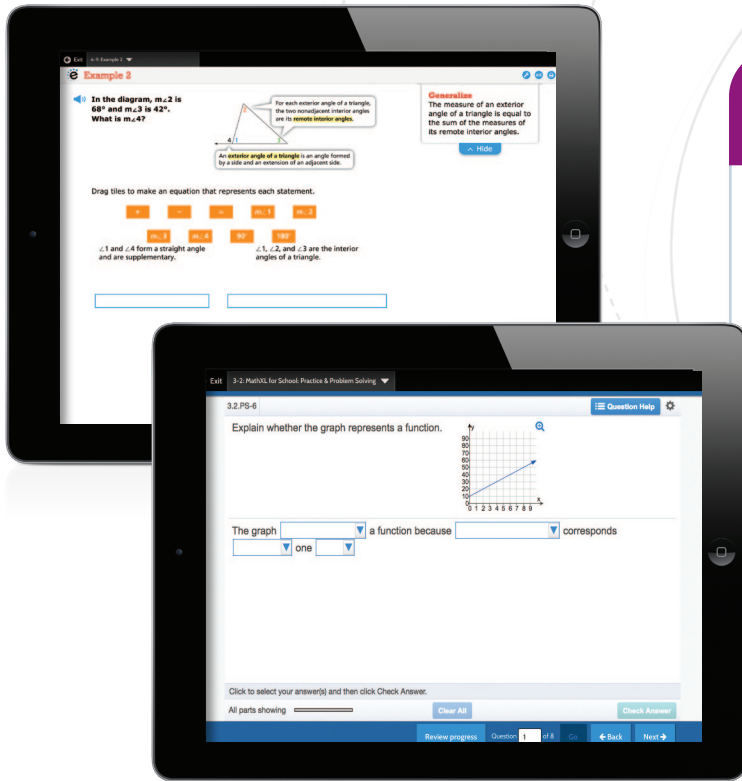 Exit 6-9: Example 2
Example 2
In the diagram, m∠2 is
68° and m∠3 is 42°.
What is m∠4?
2
4 1
3
For each exterior angle of a triangle,
the two nonadjacent interior angles
are its remote interior angles.
An exterior angle of a triangle is an angle formed
by a side and an extension of an adjacent side.
Generalize
The measure of an exterior
angle of a triangle is equal to
the sum of the measures of
its remote interior angles.
Hide
Drag tiles to make an equation that represents each statement.
+ − = m∠1 m∠2
m∠3 m∠4 90° 180°
∠1 and ∠4 form a straight angle
and are supplementary.
∠1, ∠2, and ∠3 are the interior
angles of a triangle.
Exit 3-2: MathXL for School: Practice & Problem Solving
3.2.PS-6
Question Help
Explain whether the graph represents a function.
y
90
80
70
60
50
40
30
20
10
0
x
0 1 2 3 4 5 6 7 8 9
The graph a function because corresponds
one
Click to select your answer(s) and then click Check Answer.
All parts showing
Clear All
Check Answer
Review progress Question 1 of 8 Go Back Next